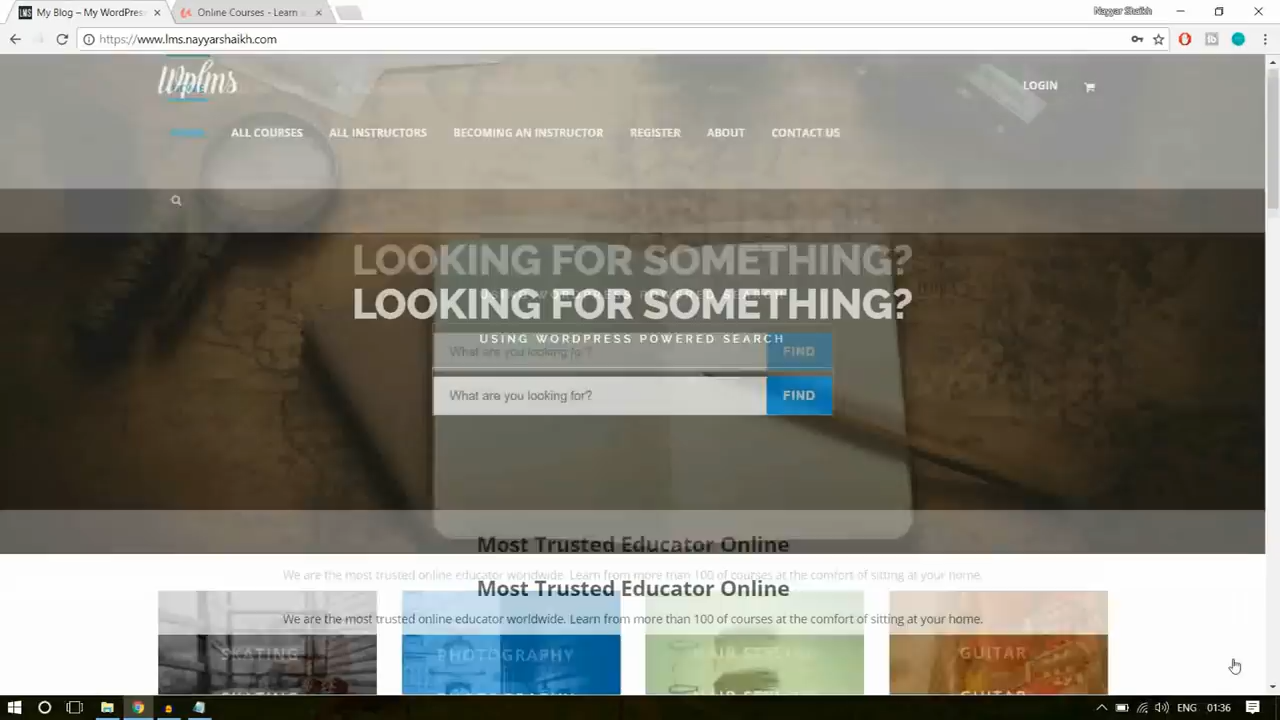 My Blog – My WordPress
Online Courses - Learn a
Nayyar Shaikh
https://www.lms.nayyarshaikh.com
Wplms
LOGIN
ALL COURSES
ALL INSTRUCTORS
BECOMING AN INSTRUCTOR
REGISTER
ABOUT
CONTACT US
LOOKING FOR SOMETHING?
LOOKING FOR SOMETHING?
USING WORDPRESS POWERED SEARCH
What are you looking for?
FIND
What are you looking for?
FIND
Most Trusted Educator Online
We are the most trusted online educator worldwide. Learn from more than 100 of courses at the comfort of sitting at your home.
Most Trusted Educator Online
We are the most trusted online educator worldwide. Learn from more than 100 of courses at the comfort of sitting at your home.
SKATING
PHOTOGRAPHY
GUITAR
ENG
01:36